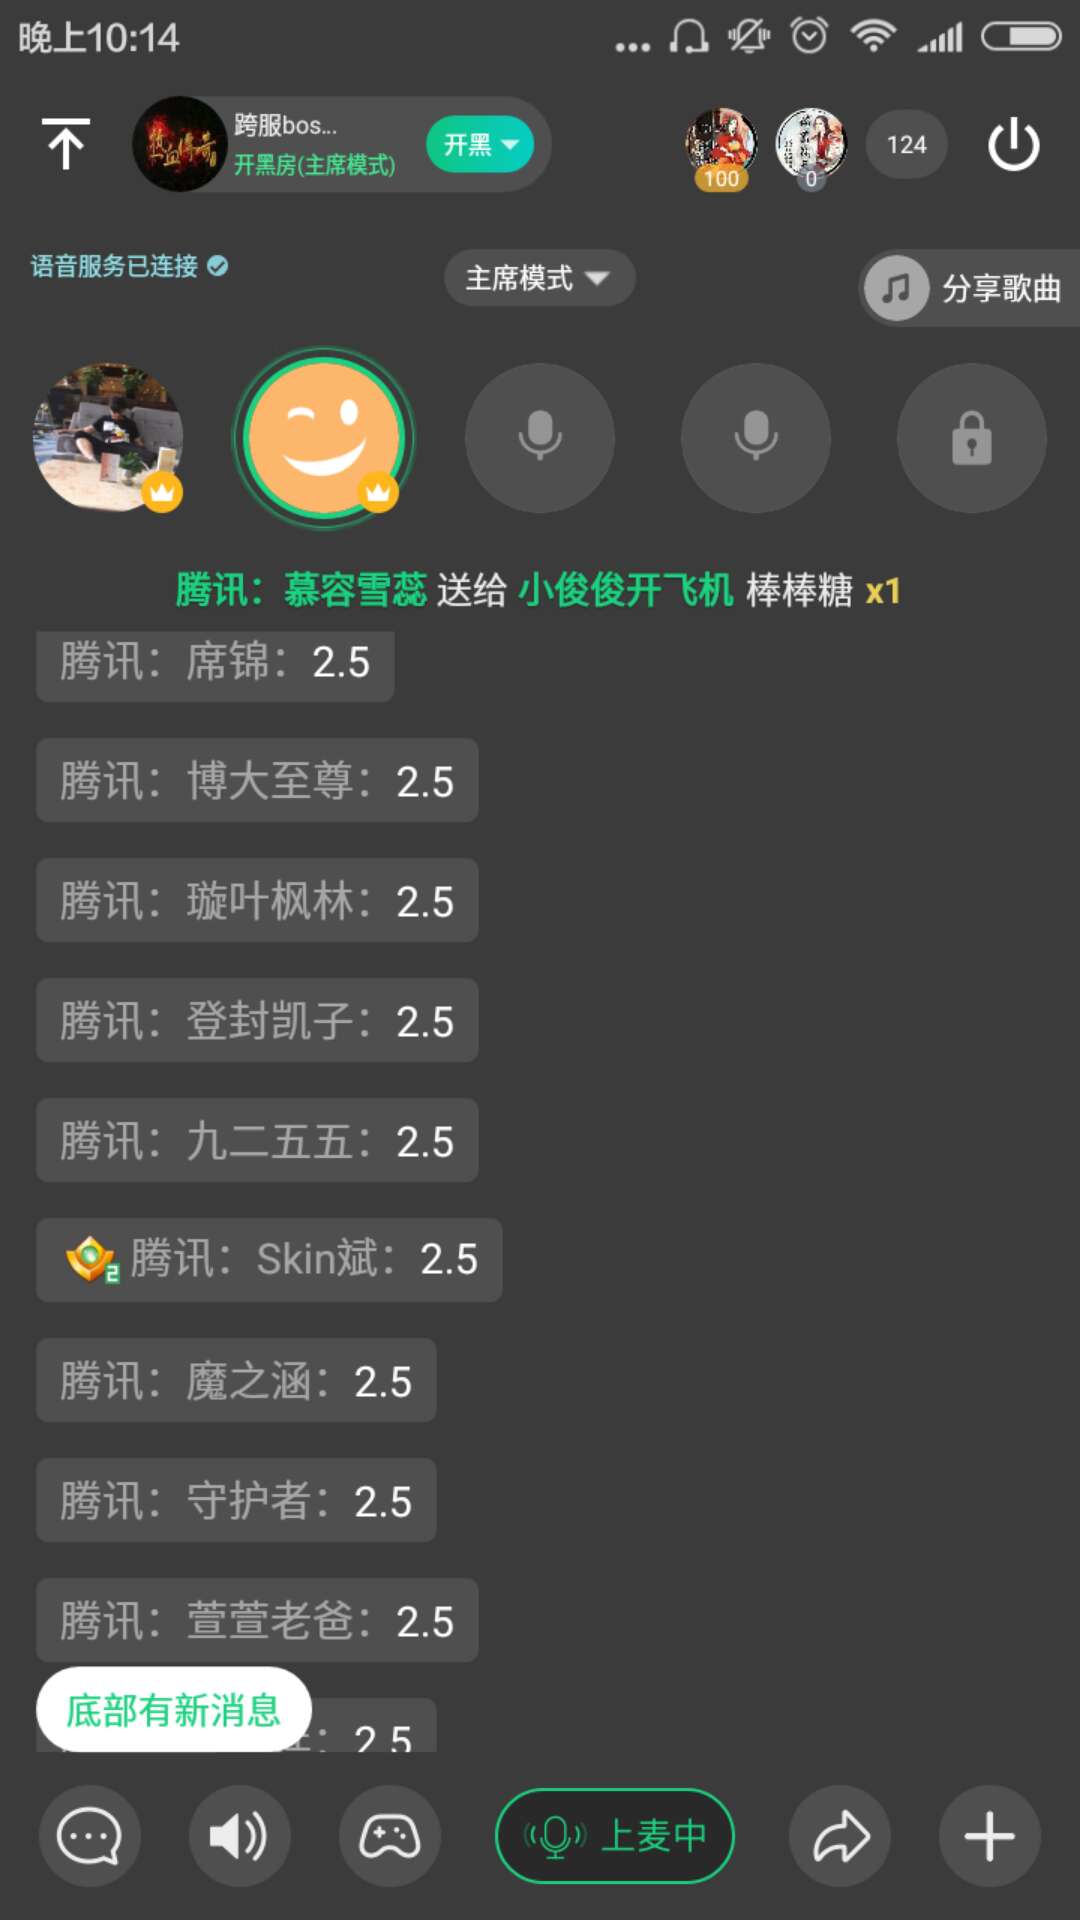 晚上10:14
跨服bos...
开黑房(主席模式)
开黑
100
0
124
语音服务已连接
主席模式
分享歌曲
腾讯：慕容雪蕊 送给 小俊俊开飞机 棒棒糖 x1
腾讯：席锦：2.5
腾讯：博大至尊：2.5
腾讯：璇叶枫林：2.5
腾讯：登封凯子：2.5
腾讯：九二五五：2.5
2 腾讯：Skin斌：2.5
腾讯：魔之涵：2.5
腾讯：守护者：2.5
腾讯：萱萱老爸：2.5
底部有新消息
：2.5
上麦中